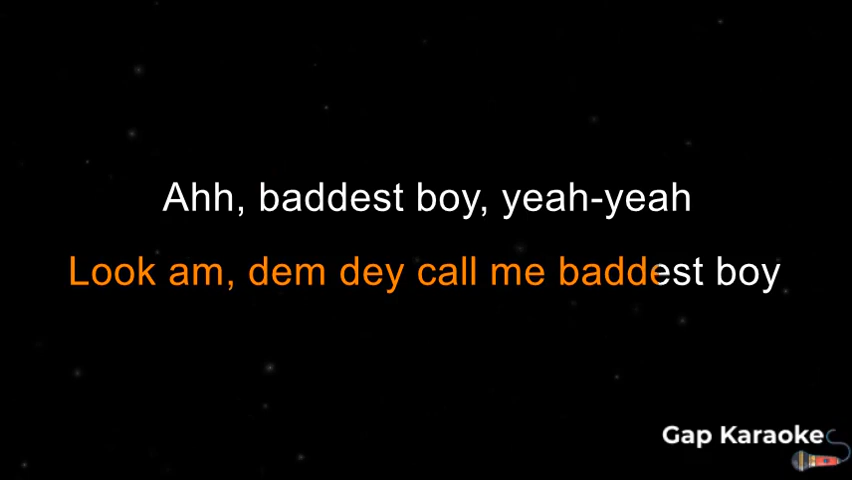 Ahh, baddest boy, yeah-yeah
Look am, dem dey call me baddest boy
Gap Karaoke